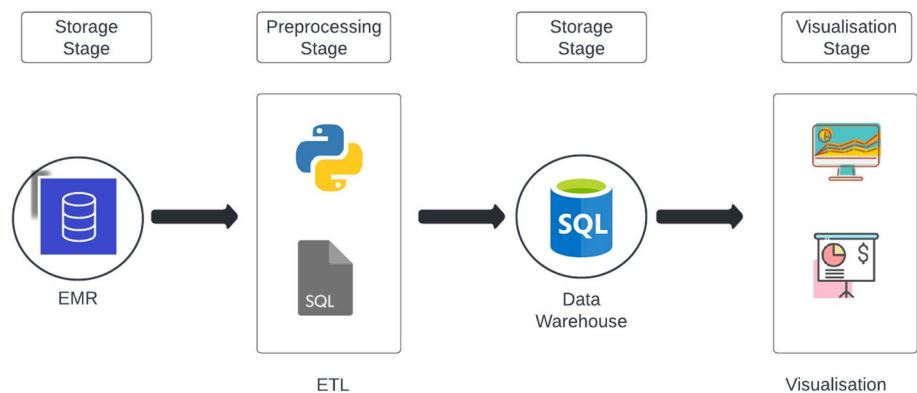 Storage
Stage
Preprocessing
Stage
Storage
Stage
Visualisation
Stage
SQL
SQL
EMR
Data
Warehouse
ETL
Visualisation
$